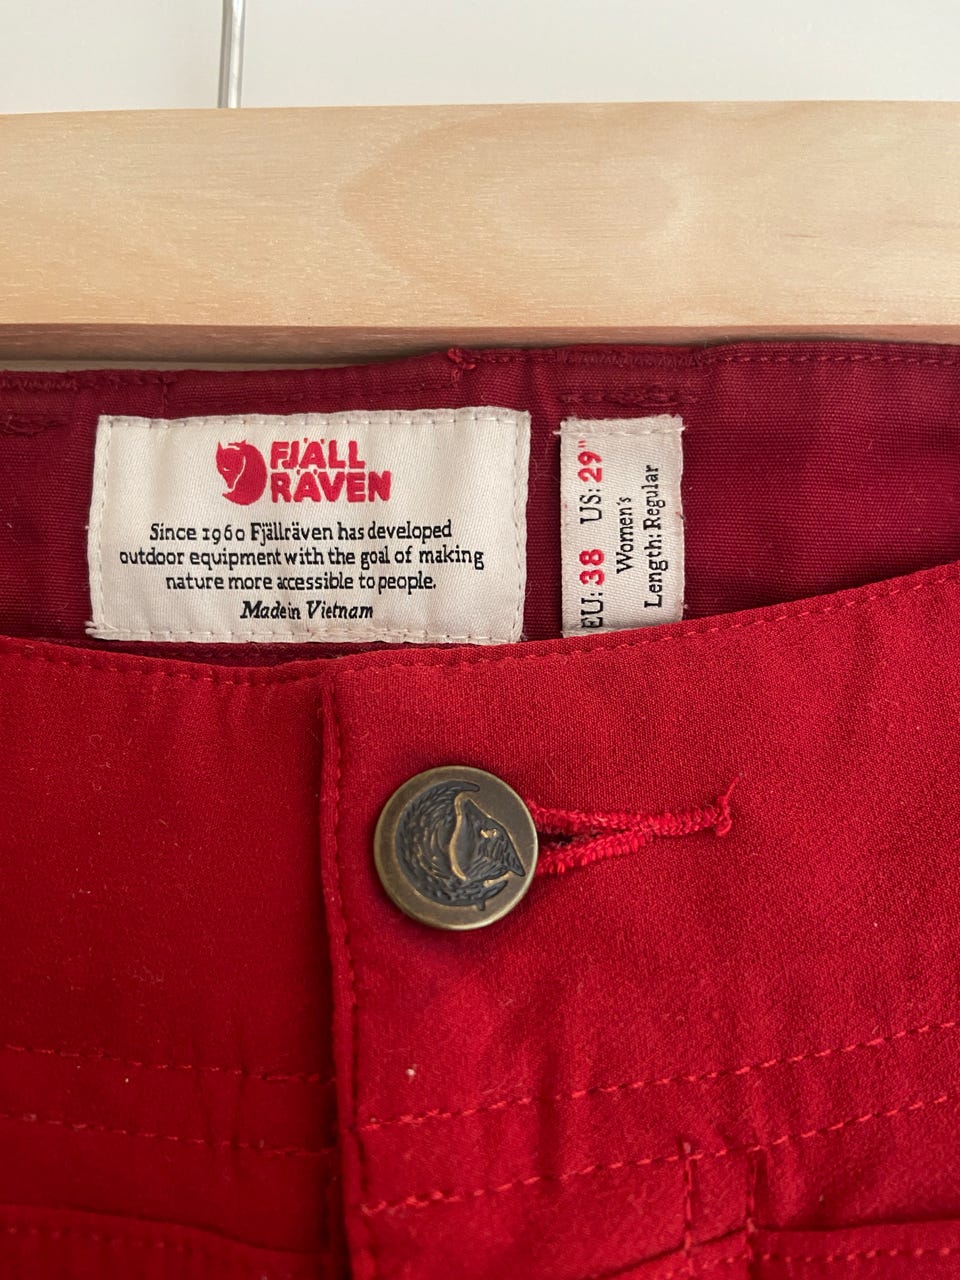 FJÄLL
RÄVEN
Since 1960 Fjällräven has developed
outdoor equipment with the goal of making
nature more accessible to people.
Made in Vietnam
EU: 38 US: 29"
Women's
Length: Regular